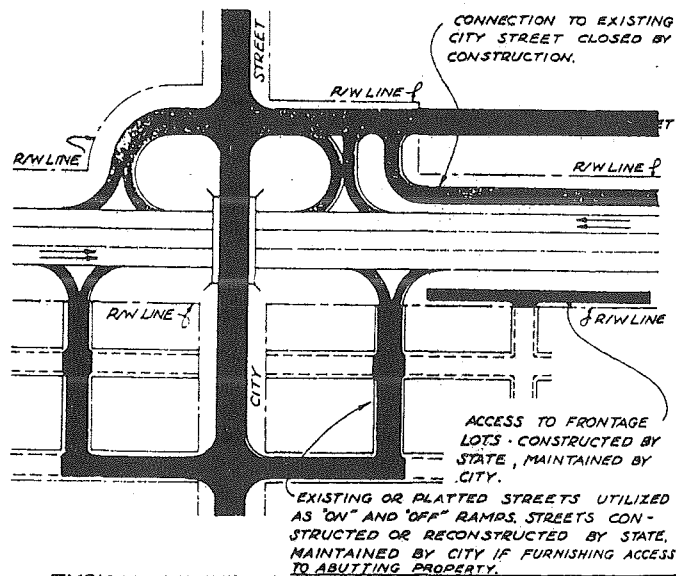 CONNECTION TO EXISTING
CITY STREET CLOSED BY
CONSTRUCTION.
STREET
R/W LINE
R/W LINE
R/W LINE
ET
R/W LINE
R/W LINE
CITY
ACCESS TO FRONTAGE
LOTS - CONSTRUCTED BY
STATE, MAINTAINED BY
CITY.
EXISTING OR PLATTED STREETS UTILIZED
AS "ON" AND "OFF" RAMPS. STREETS CON-
STRUCTED OR RECONSTRUCTED BY STATE,
MAINTAINED BY CITY IF FURNISHING ACCESS
TO ABUTTING PROPERTY.